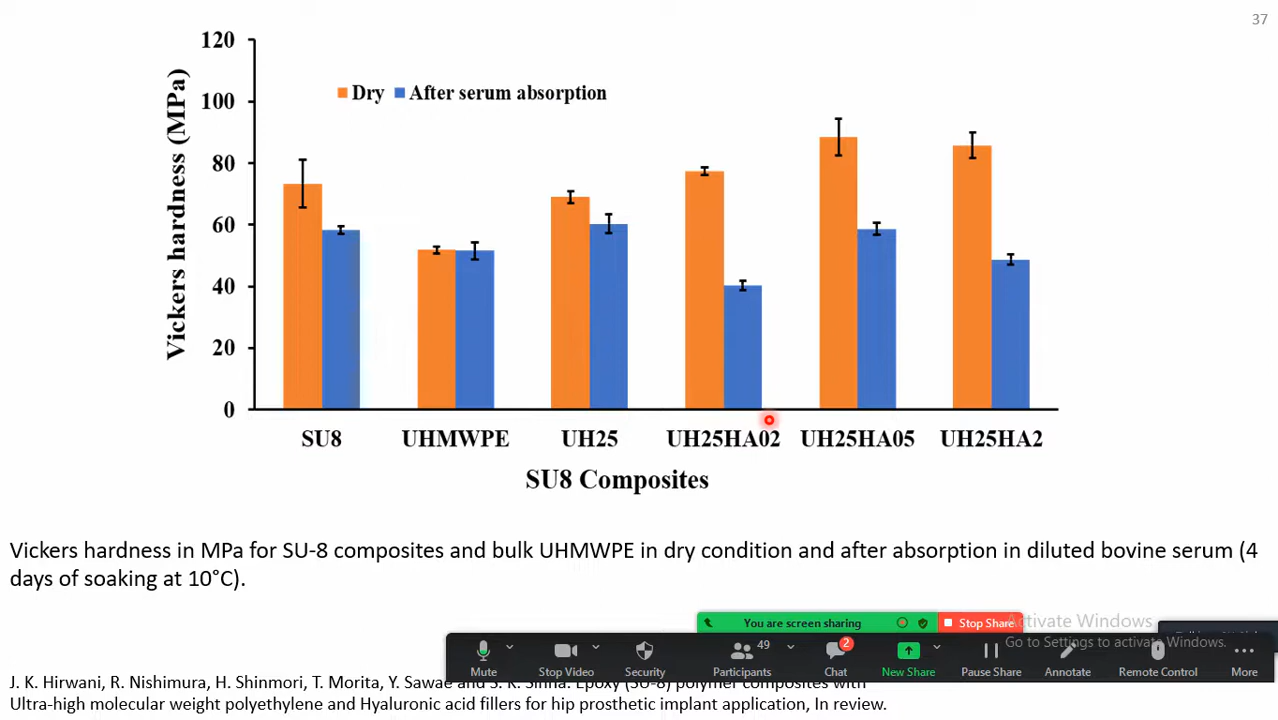 37
120
100
80
60
40
20
0
Vickers hardness (MPa)
Dry After serum absorption
SU8 UHMWPE UH25 UH25HA02 UH25HA05 UH25HA2
SU8 Composites
Vickers hardness in MPa for SU-8 composites and bulk UHMWPE in dry condition and after absorption in diluted bovine serum (4
days of soaking at 10°C).
You are screen sharing Stop Share
Activate Windows
Go to Settings to activate Windows.
49 2
Mute Stop Video Security Participants Chat New Share Pause Share Annotate Remote Control More
J. K. Hirwani, R. Nishimura, H. Shinmori, T. Morita, Y. Sawae and S. K. Sinha. Epoxy (SU-8) polymer composites with
Ultra-high molecular weight polyethylene and Hyaluronic acid fillers for hip prosthetic implant application, In review.